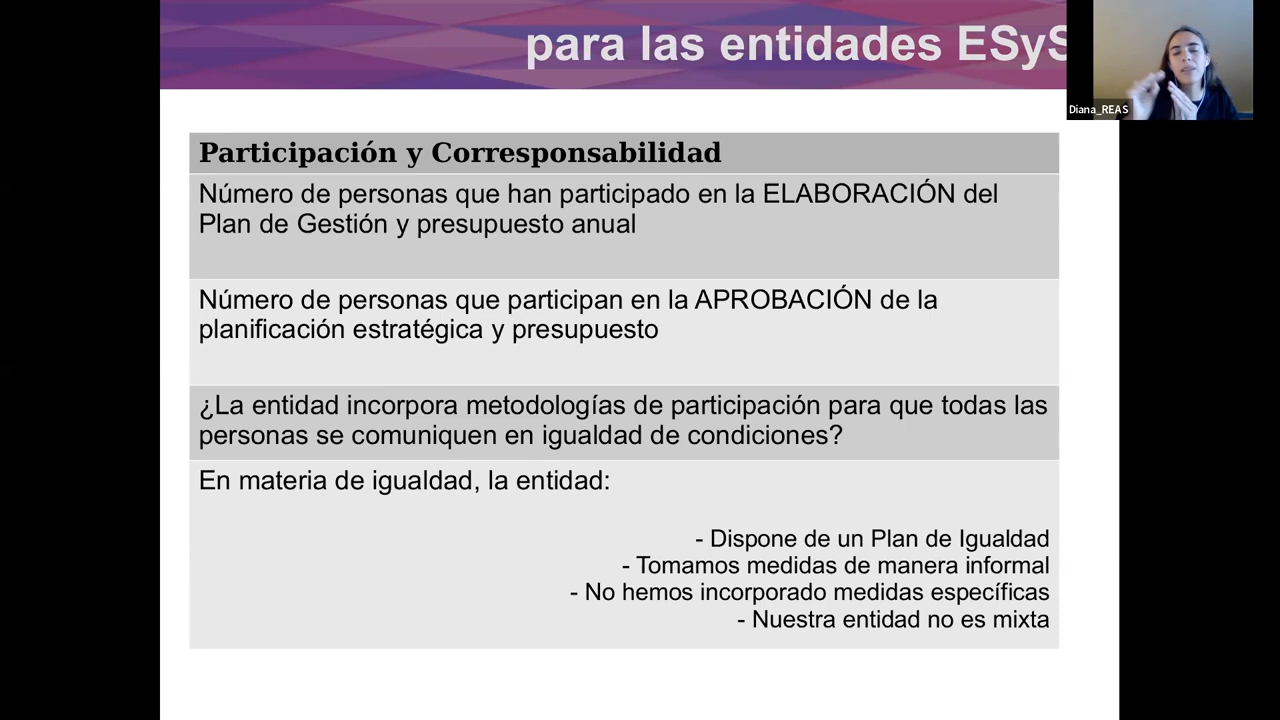 para las entidades ESyS
Diana_REAS
Participación y Corresponsabilidad
Número de personas que han participado en la ELABORACIÓN del
Plan de Gestión y presupuesto anual
Número de personas que participan en la APROBACIÓN de la
planificación estratégica y presupuesto
¿La entidad incorpora metodologías de participación para que todas las
personas se comuniquen en igualdad de condiciones?
En materia de igualdad, la entidad:
- Dispone de un Plan de Igualdad
- Tomamos medidas de manera informal
- No hemos incorporado medidas específicas
- Nuestra entidad no es mixta